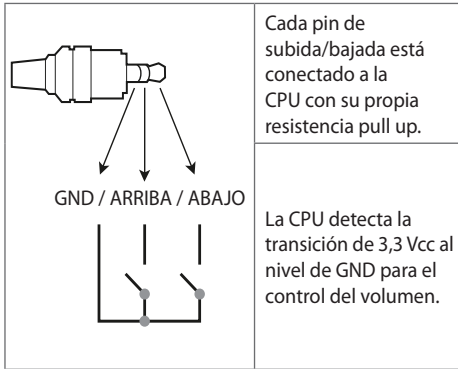 Cada pin de
subida/bajada está
conectado a la
CPU con su propia
resistencia pull up.
GND / ARRIBA / ABAJO
La CPU detecta la
transición de 3,3 Vcc al
nivel de GND para el
control del volumen.